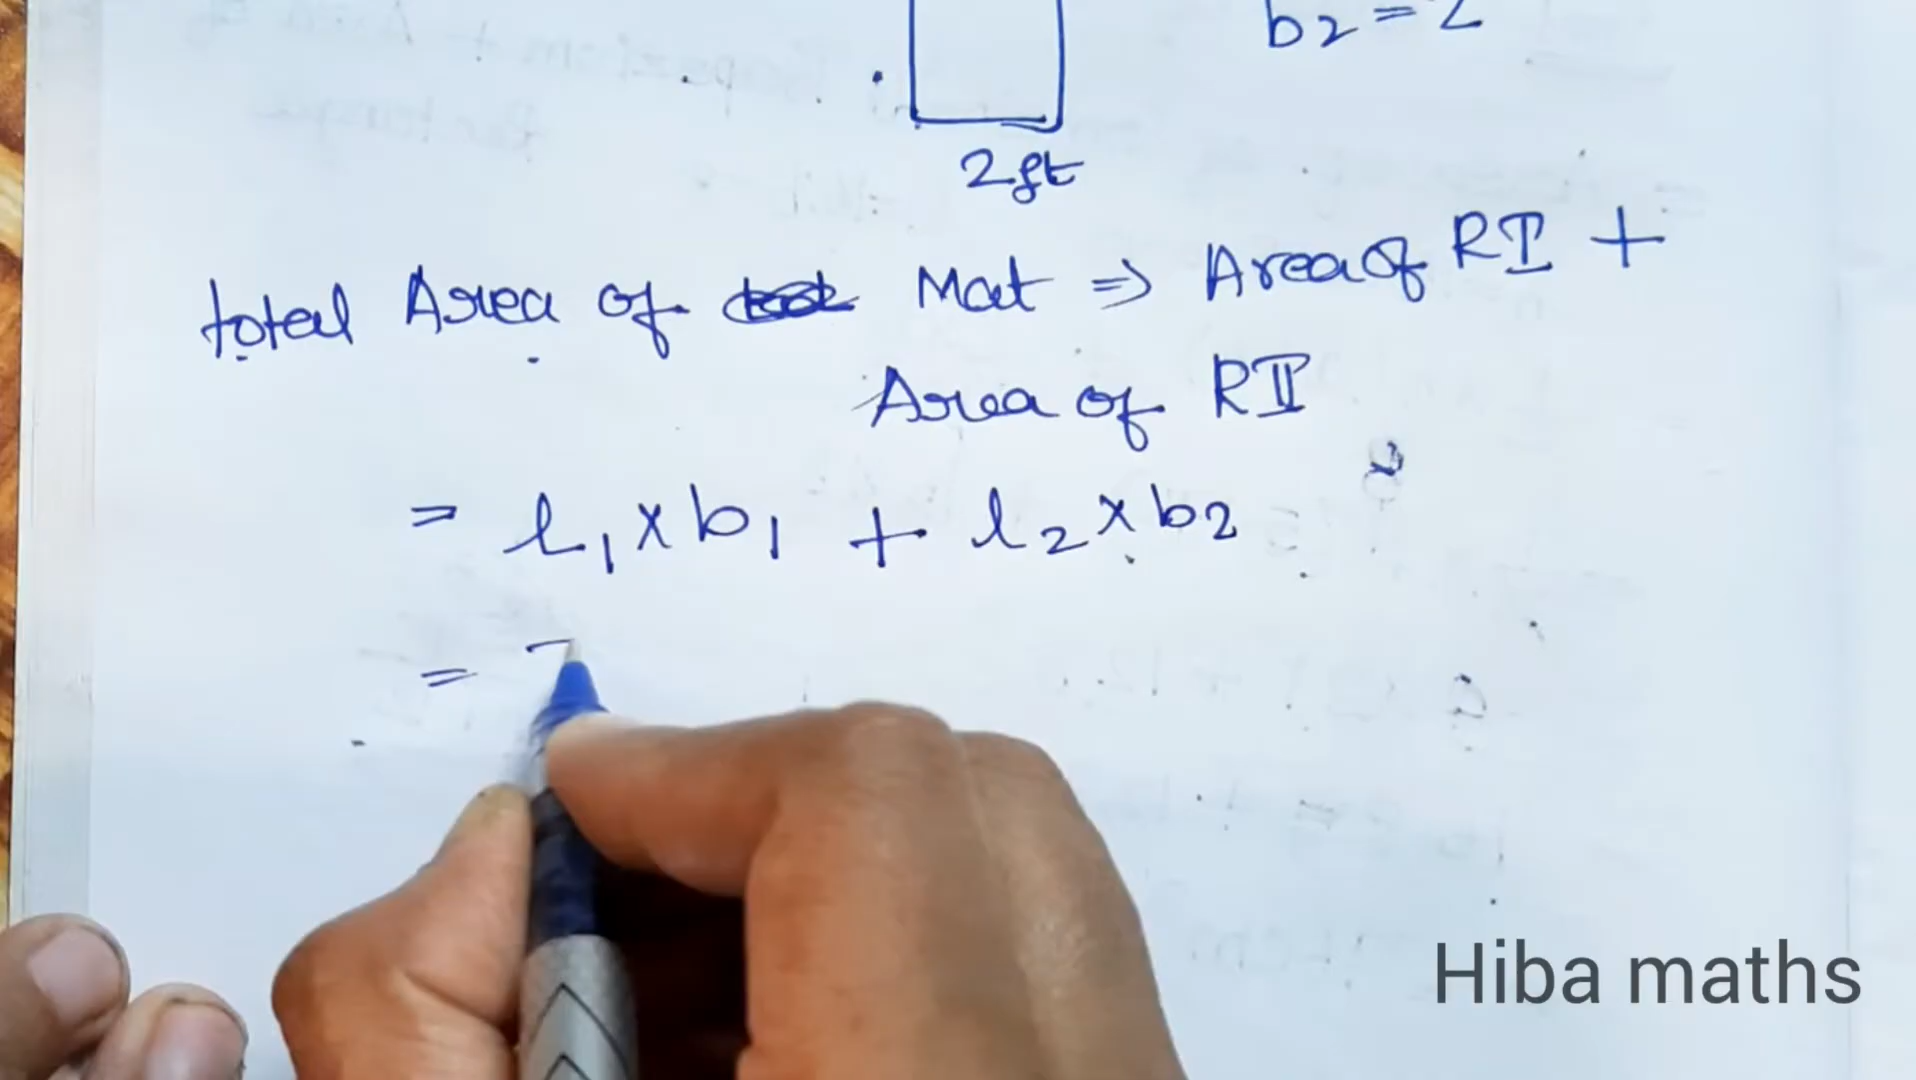 b2 = 2
2ft
total Area of Mat ⇒ Area of RI +
Area of RII
= l1 x b1 + l2 x b2
=
Hiba maths